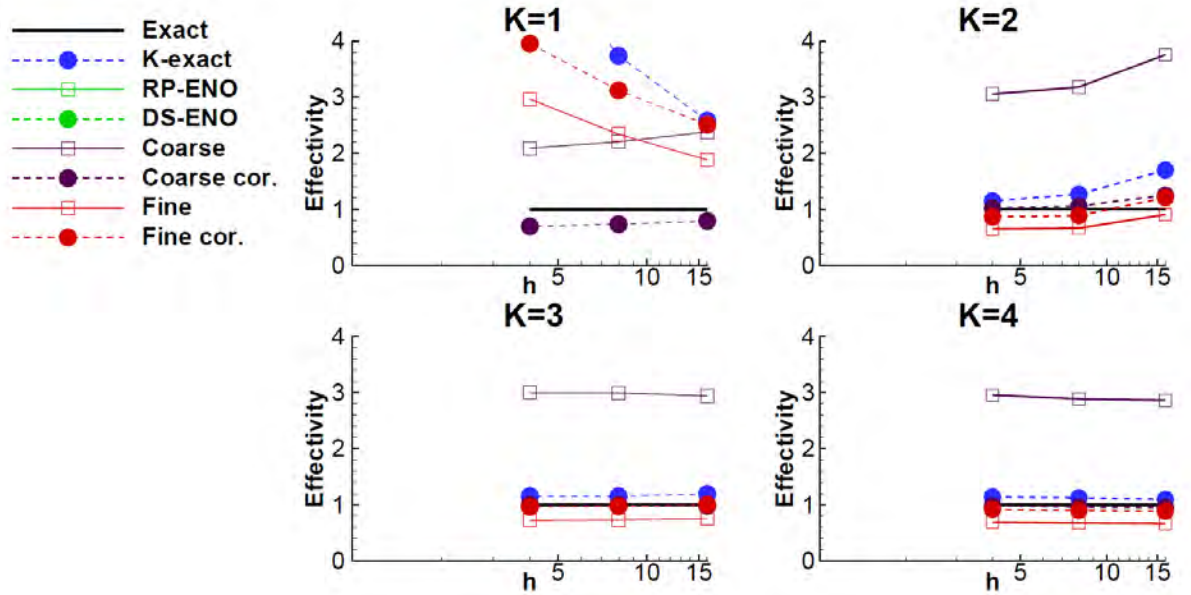 Exact
K-exact
RP-ENO
DS-ENO
Coarse
Coarse cor.
Fine
Fine cor.
K=1
Effectivity
4
3
2
1
0
h
5
10
15
K=2
Effectivity
4
3
2
1
0
h
5
10
15
K=3
Effectivity
4
3
2
1
0
h
5
10
15
K=4
Effectivity
4
3
2
1
0
h
5
10
15